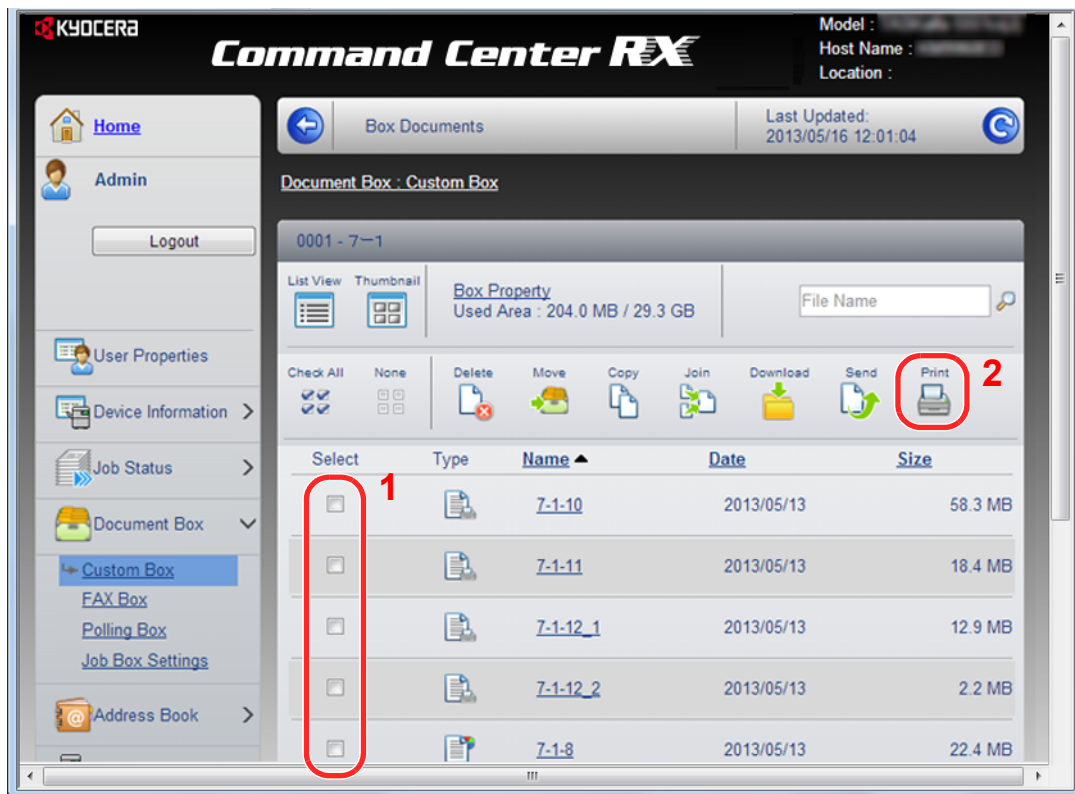 KYOCERA
Command Center RX
Model :
Host Name :
Location :
Home
Admin
Logout
User Properties
Device Information
Job Status
Document Box
Custom Box
FAX Box
Polling Box
Job Box Settings
Address Book
Box Documents
Last Updated:
2013/05/16 12:01:04
Document Box : Custom Box
0001 - 7ー1
List View Thumbnail
Box Property
Used Area : 204.0 MB / 29.3 GB
File Name
Check All None Delete Move Copy Join Download Send Print 2
Select Type Name Date Size
1
7-1-10 2013/05/13 58.3 MB
7-1-11 2013/05/13 18.4 MB
7-1-12_1 2013/05/13 12.9 MB
7-1-12_2 2013/05/13 2.2 MB
7-1-8 2013/05/13 22.4 MB